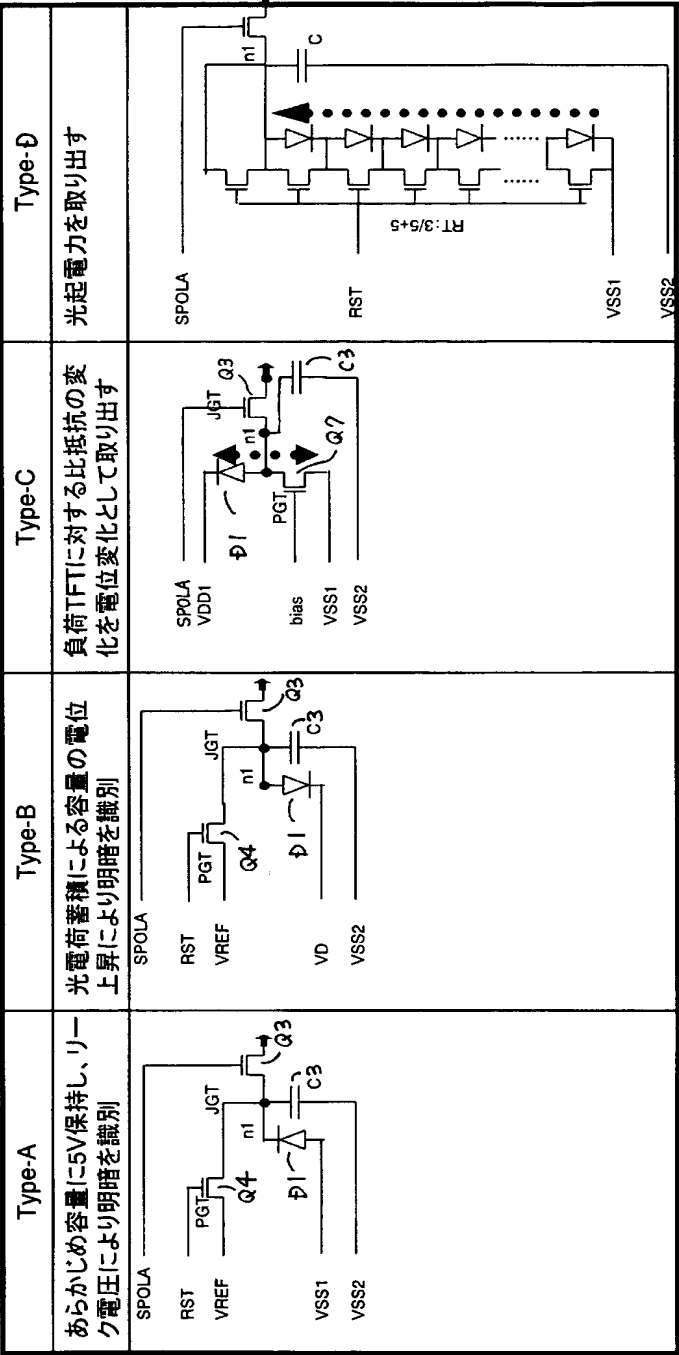 Type-A
あらかじめ容量に5V保持し、リー
ク電圧により明暗を識別
SPOLA
RST
VREF
PGT
Q4
JGT
n1
Q3
C3
D1
VSS1
VSS2
Type-B
光電荷蓄積による容量の電位
上昇により明暗を識別
SPOLA
RST
VREF
PGT
Q4
JGT
n1
Q3
C3
D1
VD
VSS2
Type-C
負荷TFTに対する比抵抗の変
化を電位変化として取り出す
SPOLA
VDD1
JGT
Q3
n1
C3
D1
PGT
Q7
bias
VSS1
VSS2
Type-D
光起電力を取り出す
SPOLA
n1
C
RST
RT:3/5+5
VSS1
VSS2